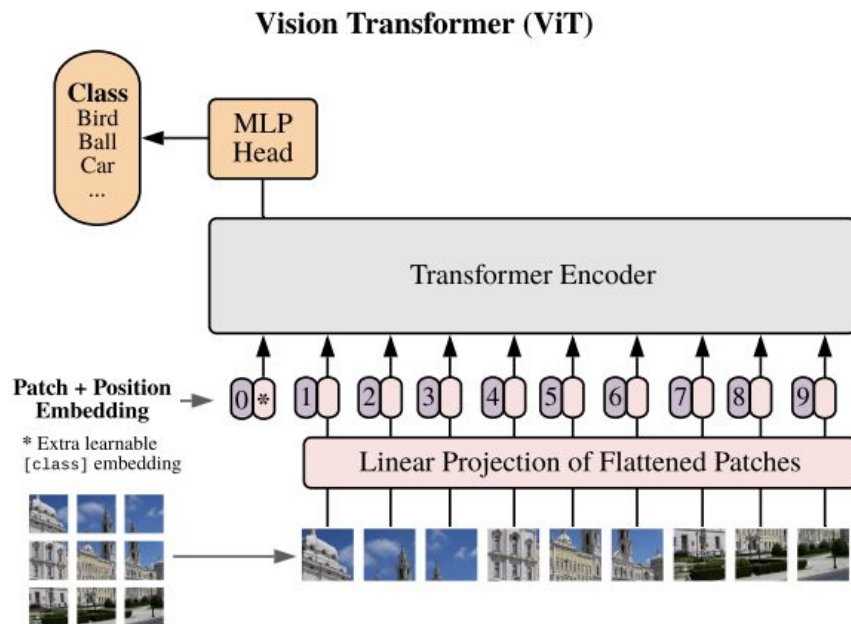 Vision Transformer (ViT)
Class
Bird
Ball
Car
...
MLP
Head
Transformer Encoder
Patch + Position
Embedding
0 * 1 2 3 4 5 6 7 8 9
* Extra learnable
[class] embedding
Linear Projection of Flattened Patches